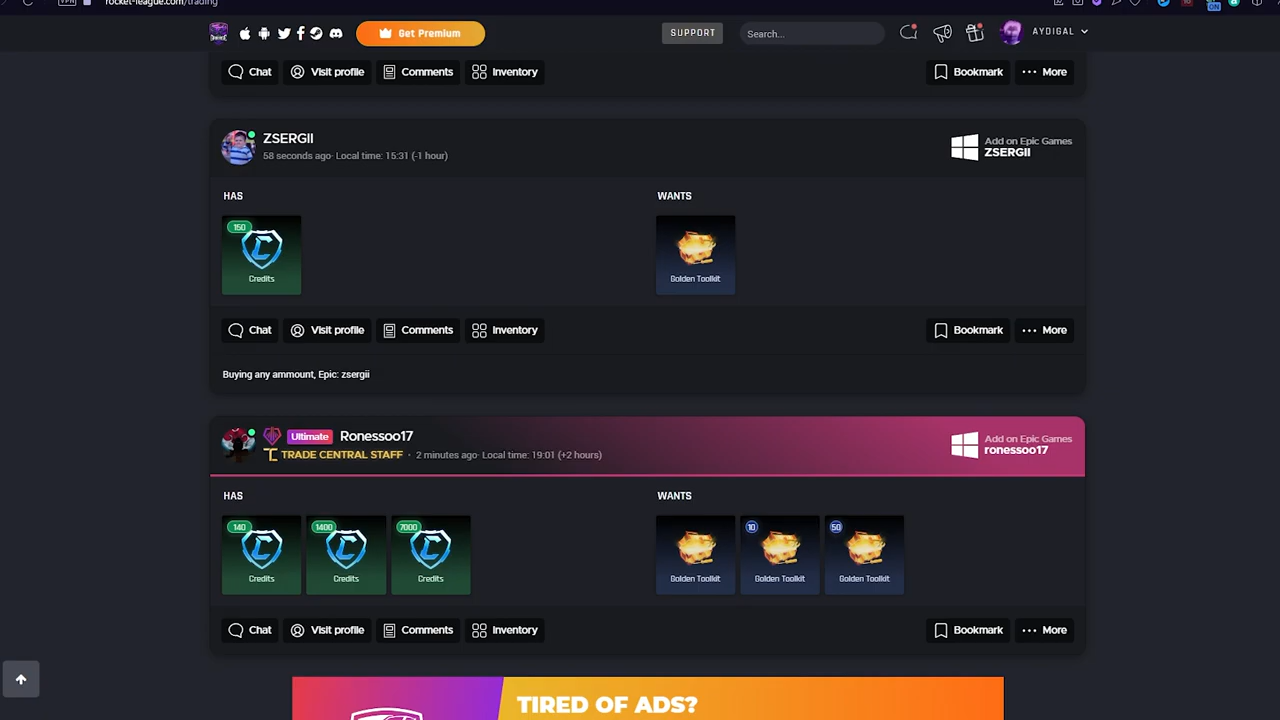 rocket-league.com/trading
VPN
Get Premium
SUPPORT
Search...
AYDIGAL
Chat
Visit profile
Comments
Inventory
Bookmark
More
ZSERGII
58 seconds ago· Local time: 15:31 (-1 hour)
Add on Epic Games
ZSERGII
HAS
WANTS
150
Credits
Golden Toolkit
Chat
Visit profile
Comments
Inventory
Bookmark
More
Buying any ammount, Epic: zsergii
Ultimate Ronessoo17
TRADE CENTRAL STAFF · 2 minutes ago· Local time: 19:01 (+2 hours)
Add on Epic Games
ronessoo17
HAS
WANTS
140
Credits
1400
Credits
7000
Credits
Golden Toolkit
10
Golden Toolkit
50
Golden Toolkit
Chat
Visit profile
Comments
Inventory
Bookmark
More
TIRED OF ADS?